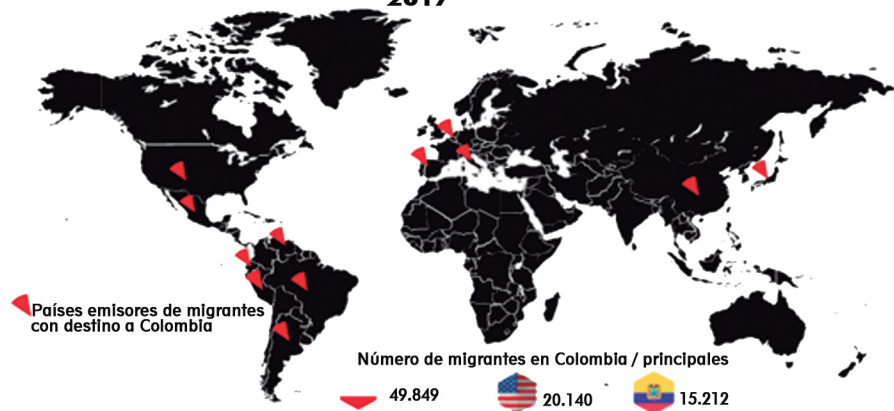 2017
Países emisores de migrantes
con destino a Colombia
Número de migrantes en Colombia / principales
49.849
20.140
15.212